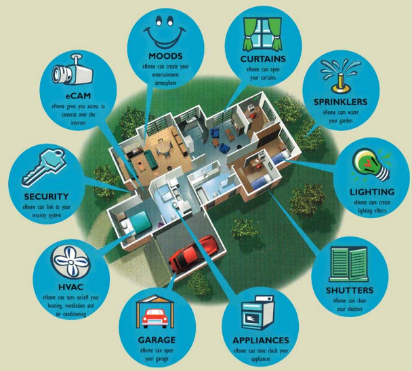 MOODS
eHome can create your
entertainment
atmosphere
CURTAINS
eHome can open
your curtains
eCAM
eHome gives you access to
cameras over the
internet
SPRINKLERS
eHome can water
your garden
SECURITY
eHome can link to your
security system
LIGHTING
eHome can create
lighting effects
HVAC
eHome can turn on/off your
heating, ventilation and
air conditioning
SHUTTERS
eHome can close
your shutters
GARAGE
eHome can open
your garage
APPLIANCES
eHome can time clock your
appliances